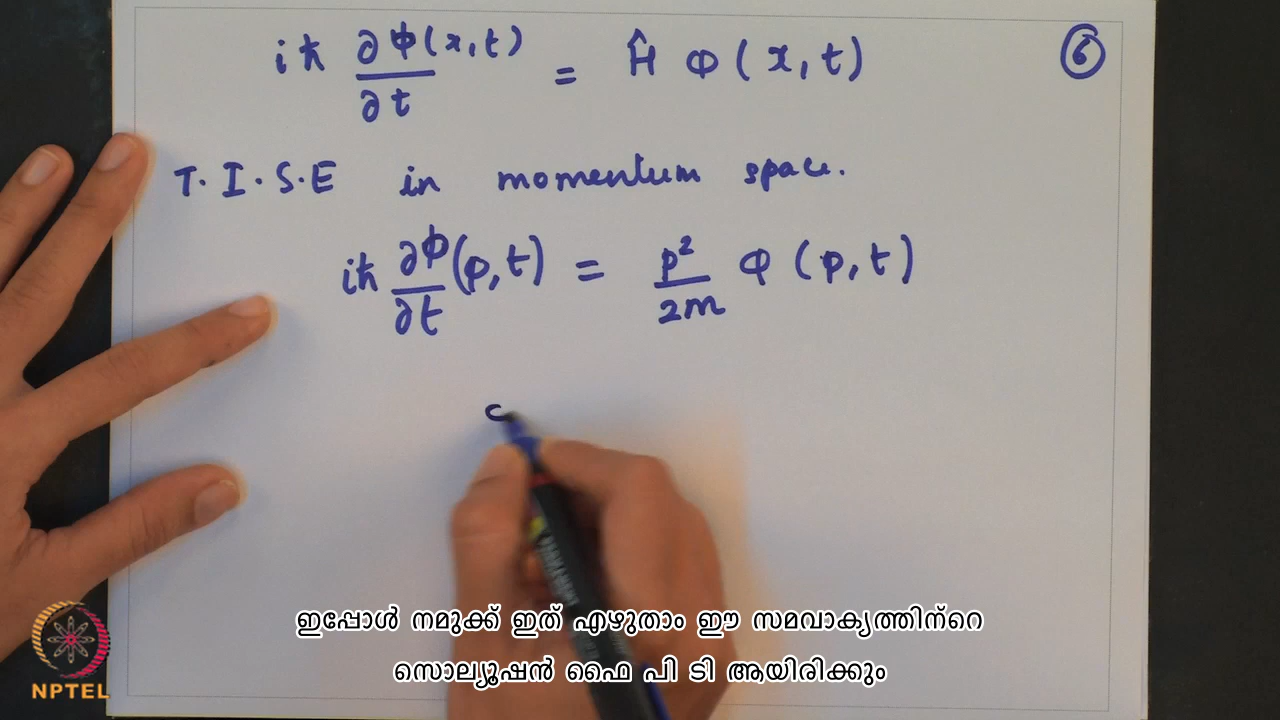 iħ ∂Φ(x,t)/∂t = Ĥ Φ(x,t)
6
T.I.S.E in momentum space.
iħ ∂Φ/∂t (p,t) = p²/2m Φ(p,t)
ഇപ്പോൾ നമുക്ക് ഇത് എഴുതാം ഈ സമവാക്യത്തിന്റെ
സൊല്യൂഷൻ ഫൈ പി ടി ആയിരിക്കും
NPTEL